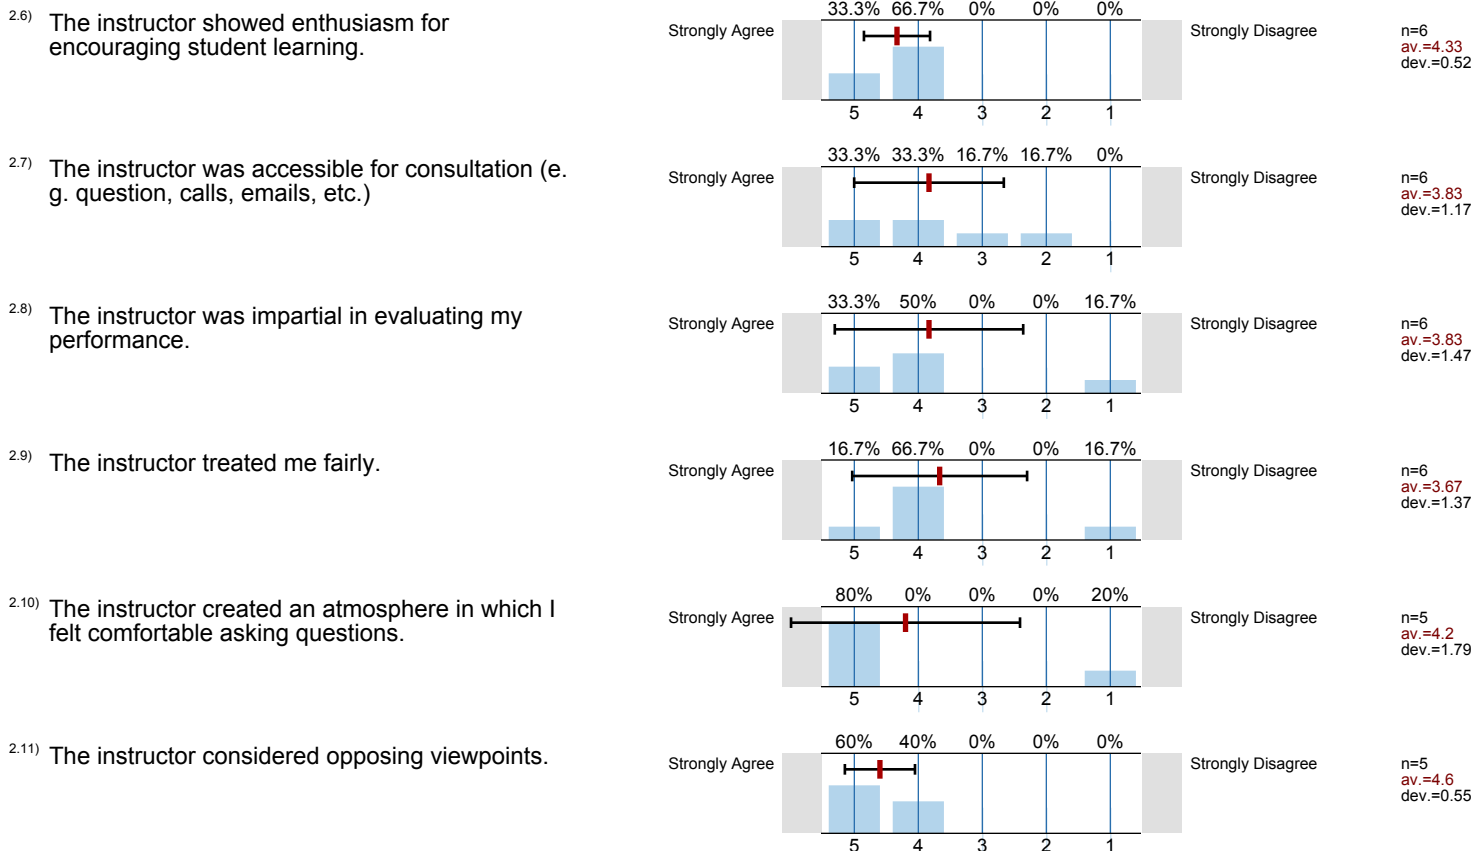 2.6) The instructor showed enthusiasm for
encouraging student learning.
33.3% 66.7% 0% 0% 0%
Strongly Agree
Strongly Disagree
n=6
av.=4.33
dev.=0.52
5 4 3 2 1
2.7) The instructor was accessible for consultation (e.
g. question, calls, emails, etc.)
33.3% 33.3% 16.7% 16.7% 0%
Strongly Agree
Strongly Disagree
n=6
av.=3.83
dev.=1.17
5 4 3 2 1
2.8) The instructor was impartial in evaluating my
performance.
33.3% 50% 0% 0% 16.7%
Strongly Agree
Strongly Disagree
n=6
av.=3.83
dev.=1.47
5 4 3 2 1
2.9) The instructor treated me fairly.
16.7% 66.7% 0% 0% 16.7%
Strongly Agree
Strongly Disagree
n=6
av.=3.67
dev.=1.37
5 4 3 2 1
2.10) The instructor created an atmosphere in which I
felt comfortable asking questions.
80% 0% 0% 0% 20%
Strongly Agree
Strongly Disagree
n=5
av.=4.2
dev.=1.79
5 4 3 2 1
2.11) The instructor considered opposing viewpoints.
60% 40% 0% 0% 0%
Strongly Agree
Strongly Disagree
n=5
av.=4.6
dev.=0.55
5 4 3 2 1